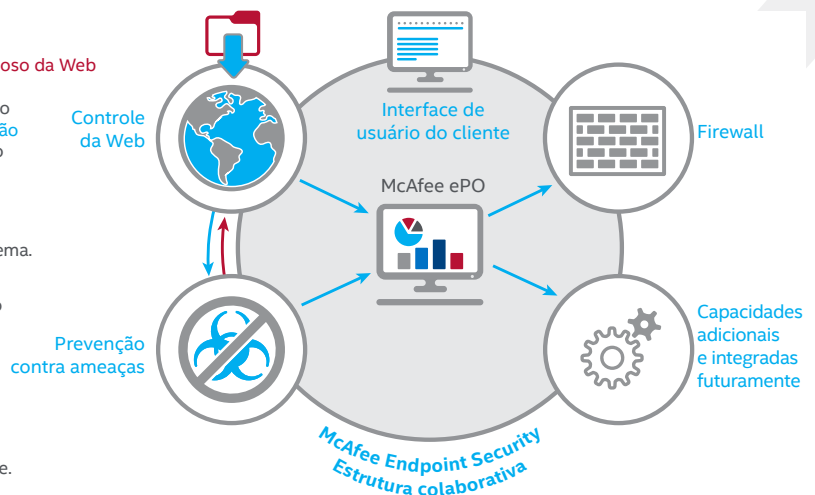 oso da Web
o
ão
o
ema.
o
e.
Controle
da Web
Interface de
usuário do cliente
Firewall
McAfee ePO
Prevenção
contra ameaças
Capacidades
adicionais
e integradas
futuramente
McAfee Endpoint Security
Estrutura colaborativa